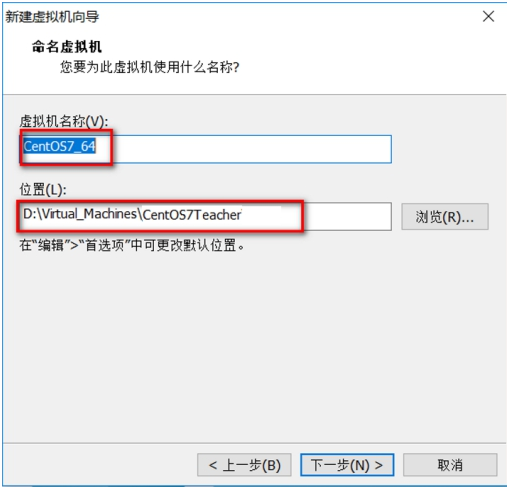 新建虚拟机向导
命名虚拟机
您要为此虚拟机使用什么名称?
虚拟机名称(V):
CentOS7_64
位置(L):
D:\Virtual_Machines\CentOS7Teacher
浏览(R)...
在“编辑”>“首选项”中可更改默认位置。
< 上一步(B)
下一步(N) >
取消